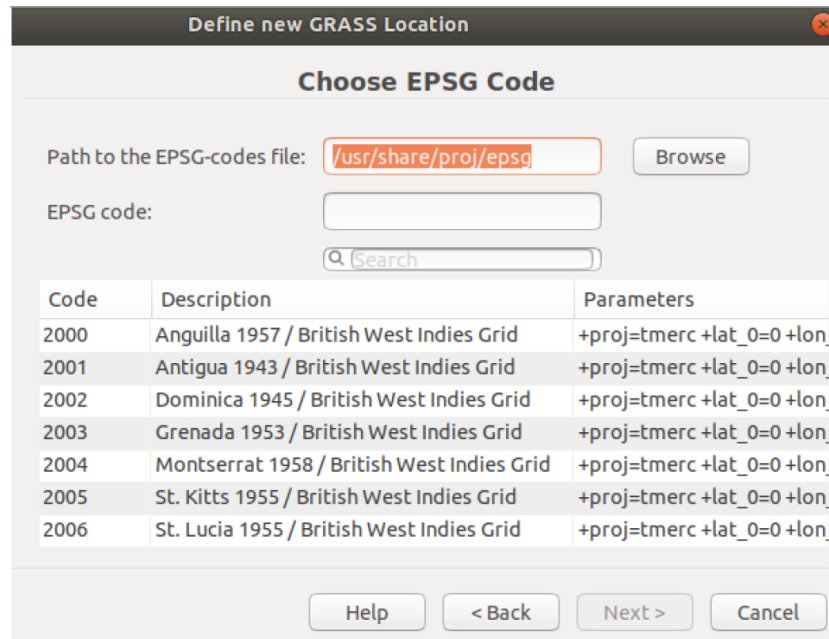 Define new GRASS Location
Choose EPSG Code
Path to the EPSG-codes file: /usr/share/proj/epsg Browse
EPSG code:
Search
Code Description Parameters
2000 Anguilla 1957 / British West Indies Grid +proj=tmerc +lat_0=0 +lon_
2001 Antigua 1943 / British West Indies Grid +proj=tmerc +lat_0=0 +lon_
2002 Dominica 1945 / British West Indies Grid +proj=tmerc +lat_0=0 +lon_
2003 Grenada 1953 / British West Indies Grid +proj=tmerc +lat_0=0 +lon_
2004 Montserrat 1958 / British West Indies Grid +proj=tmerc +lat_0=0 +lon_
2005 St. Kitts 1955 / British West Indies Grid +proj=tmerc +lat_0=0 +lon_
2006 St. Lucia 1955 / British West Indies Grid +proj=tmerc +lat_0=0 +lon_
Help < Back Next > Cancel